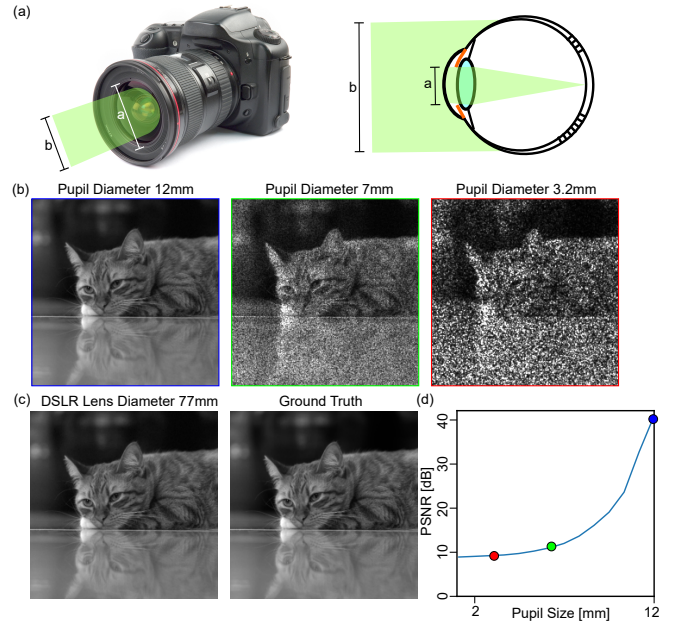 (a)
b
a
b
a
(b)
Pupil Diameter 12mm
Pupil Diameter 7mm
Pupil Diameter 3.2mm
(c)
DSLR Lens Diameter 77mm
Ground Truth
(d)
PSNR [dB]
40
30
20
10
0
2
12
Pupil Size [mm]